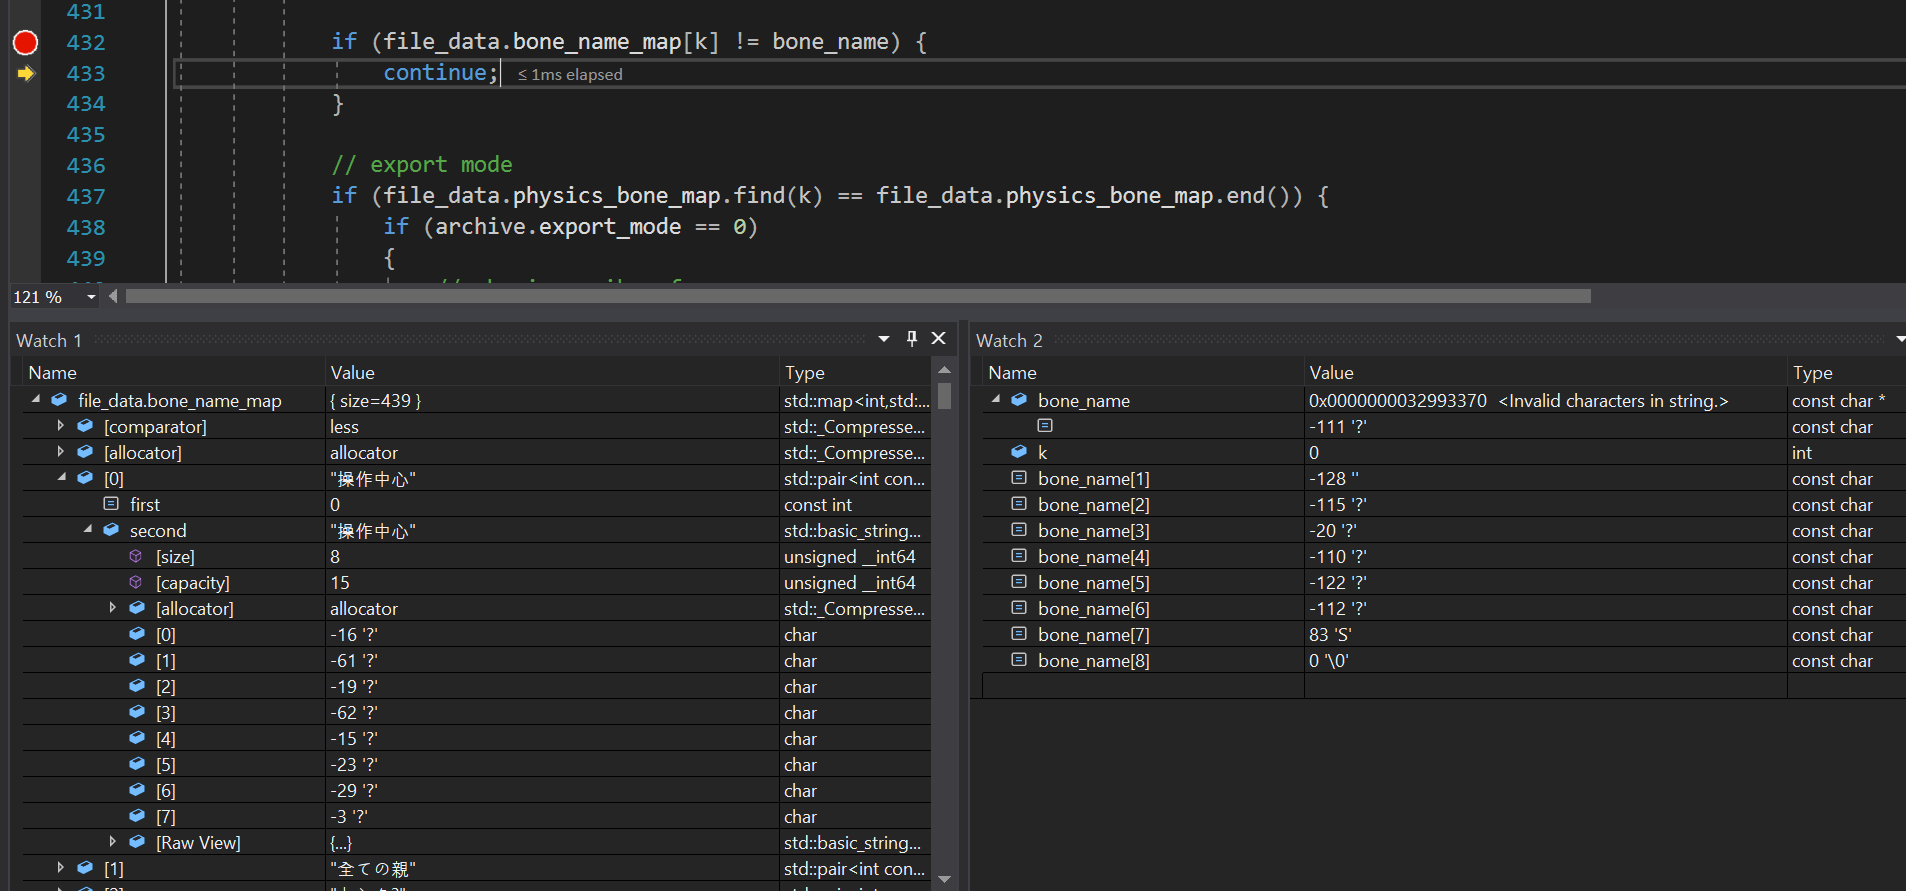 431
432 if (file_data.bone_name_map[k] != bone_name) {
433 continue; ≤ 1ms elapsed
434 }
435
436 // export mode
437 if (file_data.physics_bone_map.find(k) == file_data.physics_bone_map.end()) {
438 if (archive.export_mode == 0)
439 {
121 %
Watch 1
Name Value Type
file_data.bone_name_map { size=439 } std::map<int,std:...
[comparator] less std::_Compresse...
[allocator] allocator std::_Compresse...
[0] "操作中心" std::pair<int con...
first 0 const int
second "操作中心" std::basic_string...
[size] 8 unsigned __int64
[capacity] 15 unsigned __int64
[allocator] allocator std::_Compresse...
[0] -16 '?' char
[1] -61 '?' char
[2] -19 '?' char
[3] -62 '?' char
[4] -15 '?' char
[5] -23 '?' char
[6] -29 '?' char
[7] -3 '?' char
[Raw View] {...} std::basic_string...
[1] "全ての親" std::pair<int con...
Watch 2
Name Value Type
bone_name 0x0000000032993370 <Invalid characters in string.> const char *
-111 '?' const char
k 0 int
bone_name[1] -128 '' const char
bone_name[2] -115 '?' const char
bone_name[3] -20 '?' const char
bone_name[4] -110 '?' const char
bone_name[5] -122 '?' const char
bone_name[6] -112 '?' const char
bone_name[7] 83 'S' const char
bone_name[8] 0 '\0' const char